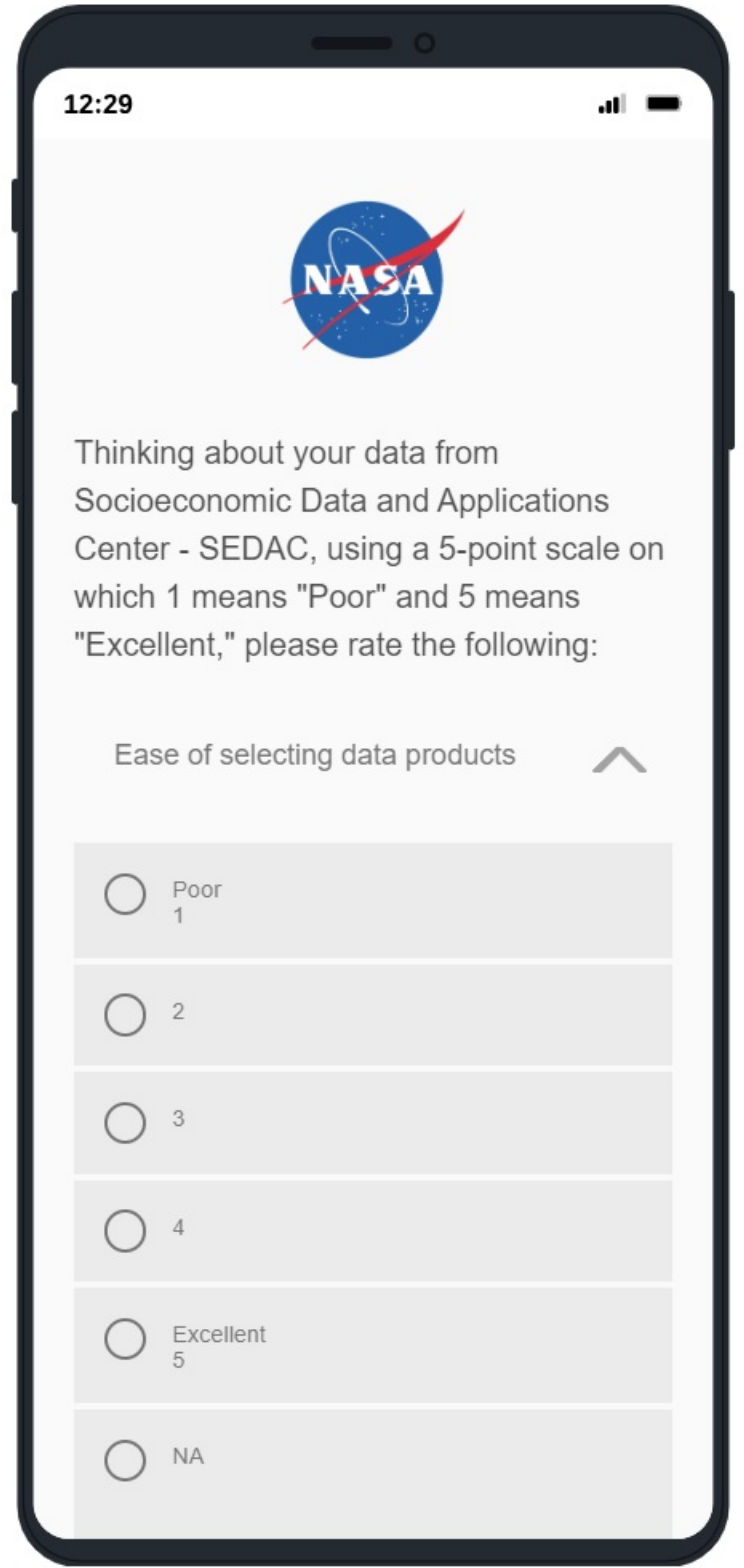 12:29
NASA
Thinking about your data from
Socioeconomic Data and Applications
Center - SEDAC, using a 5-point scale on
which 1 means "Poor" and 5 means
"Excellent," please rate the following:
Ease of selecting data products
Poor
1
2
3
4
Excellent
5
NA